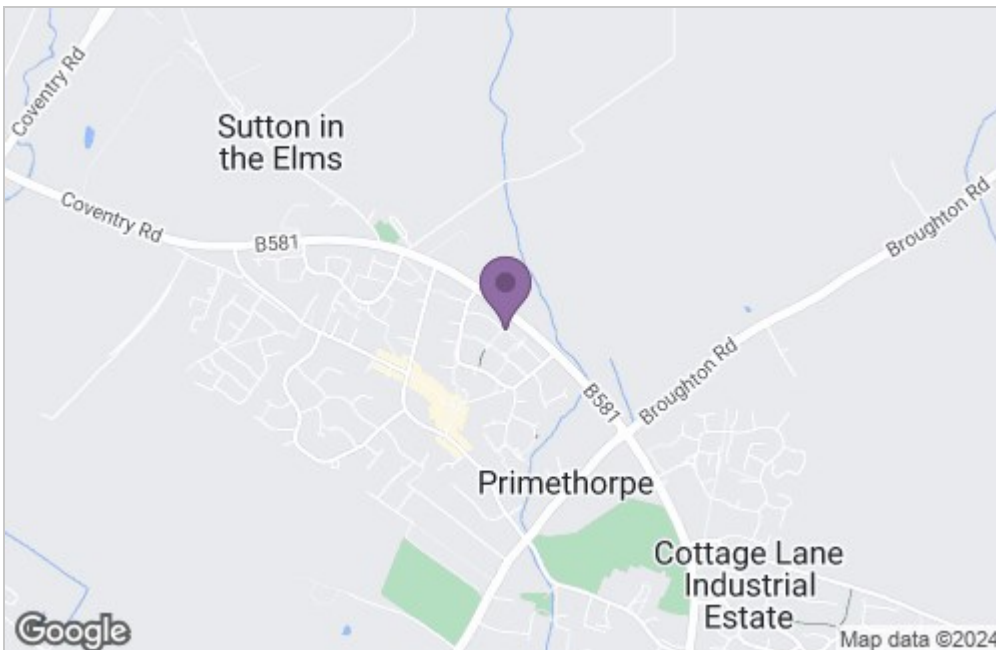 Coventry Rd
Sutton in
the Elms
Coventry Rd
B581
Broughton Rd
B581
Broughton Rd
Primethorpe
Cottage Lane
Industrial
Estate
Google
Map data ©2024